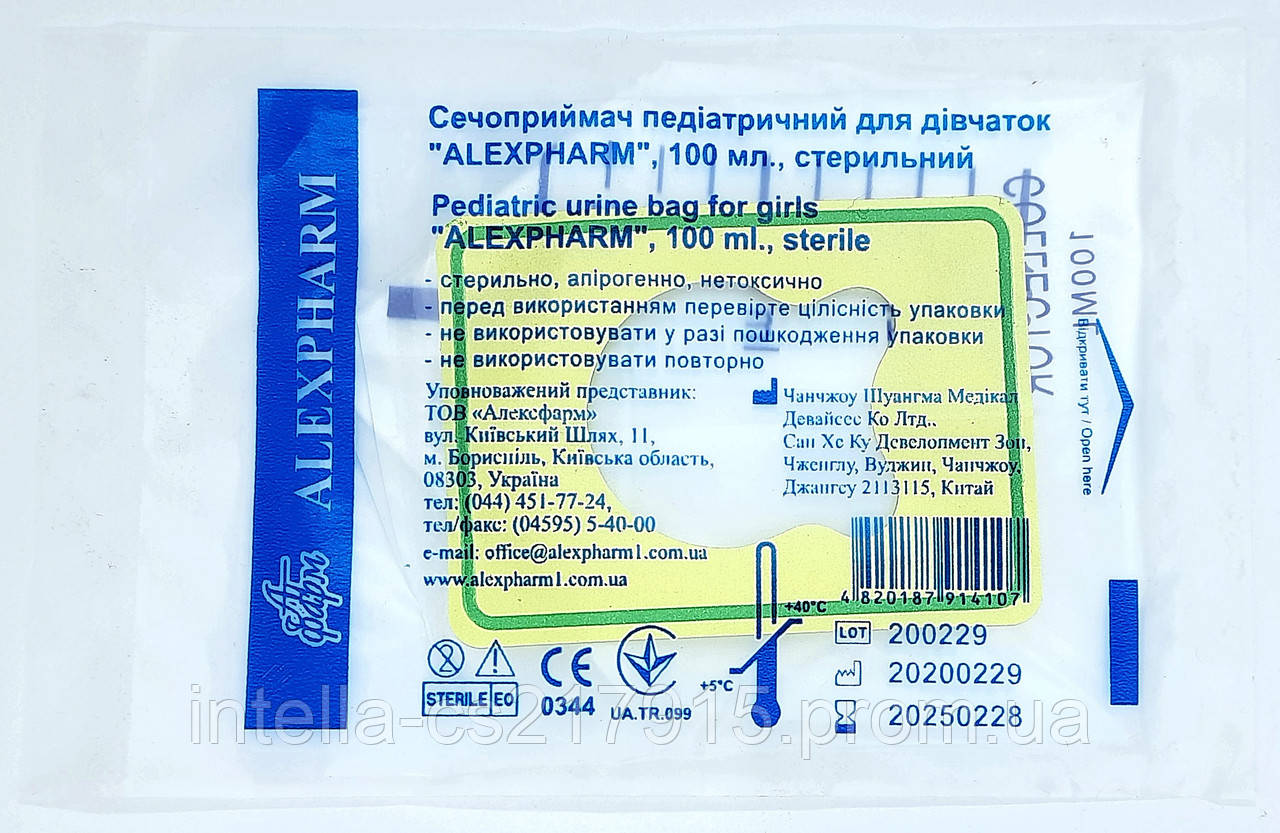 ALEXPHARM
фарм
Сечоприймач педіатричний для дівчаток
"ALEXPHARM", 100 мл., стерильний
Pediatric urine bag for girls
"ALEXPHARM", 100 ml., sterile
- стерильно, апірогенно, нетоксично
- перед використанням перевірте цілісність упаковки
- не використовувати у разі пошкодження упаковки
- не використовувати повторно
Уповноважений представник:
ТОВ «Алексфарм»
вул. Київський Шлях, 11,
м. Бориспіль, Київська область,
08303, Україна
тел: (044) 451-77-24,
тел/факс: (04595) 5-40-00
e-mail: office@alexpharm1.com.ua
www.alexpharm1.com.ua
Чанчжоу Шуангма Медікал
Девайсес Ко Лтд.,
Сан Хе Ку Девелопмент Зон,
Чженглу, Вуджин, Чанчжоу,
Джангсу 2113115, Китай
Відкривати тут / Open here
4 820187 914107
+40°C
+5°C
2
STERILE EO
CE
0344
UA.TR.099
LOT 200229
20200229
20250228
intella-cs217915.prom.ua